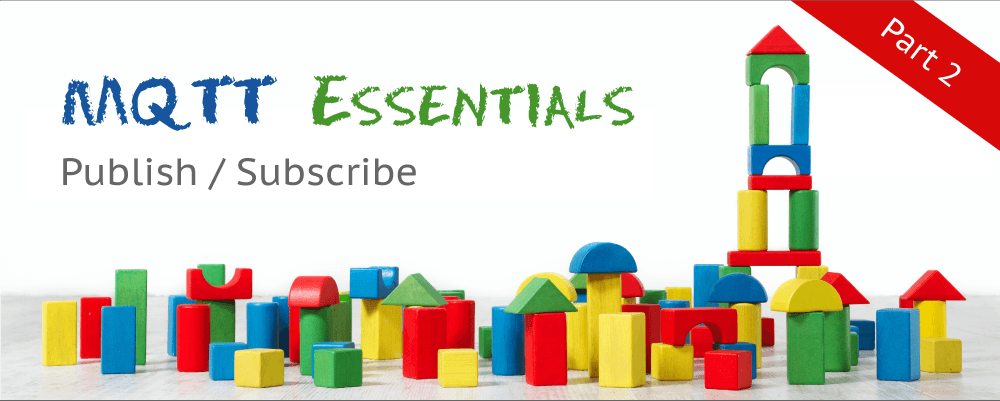 MQTT ESSENTIALS
Publish / Subscribe
Part 2